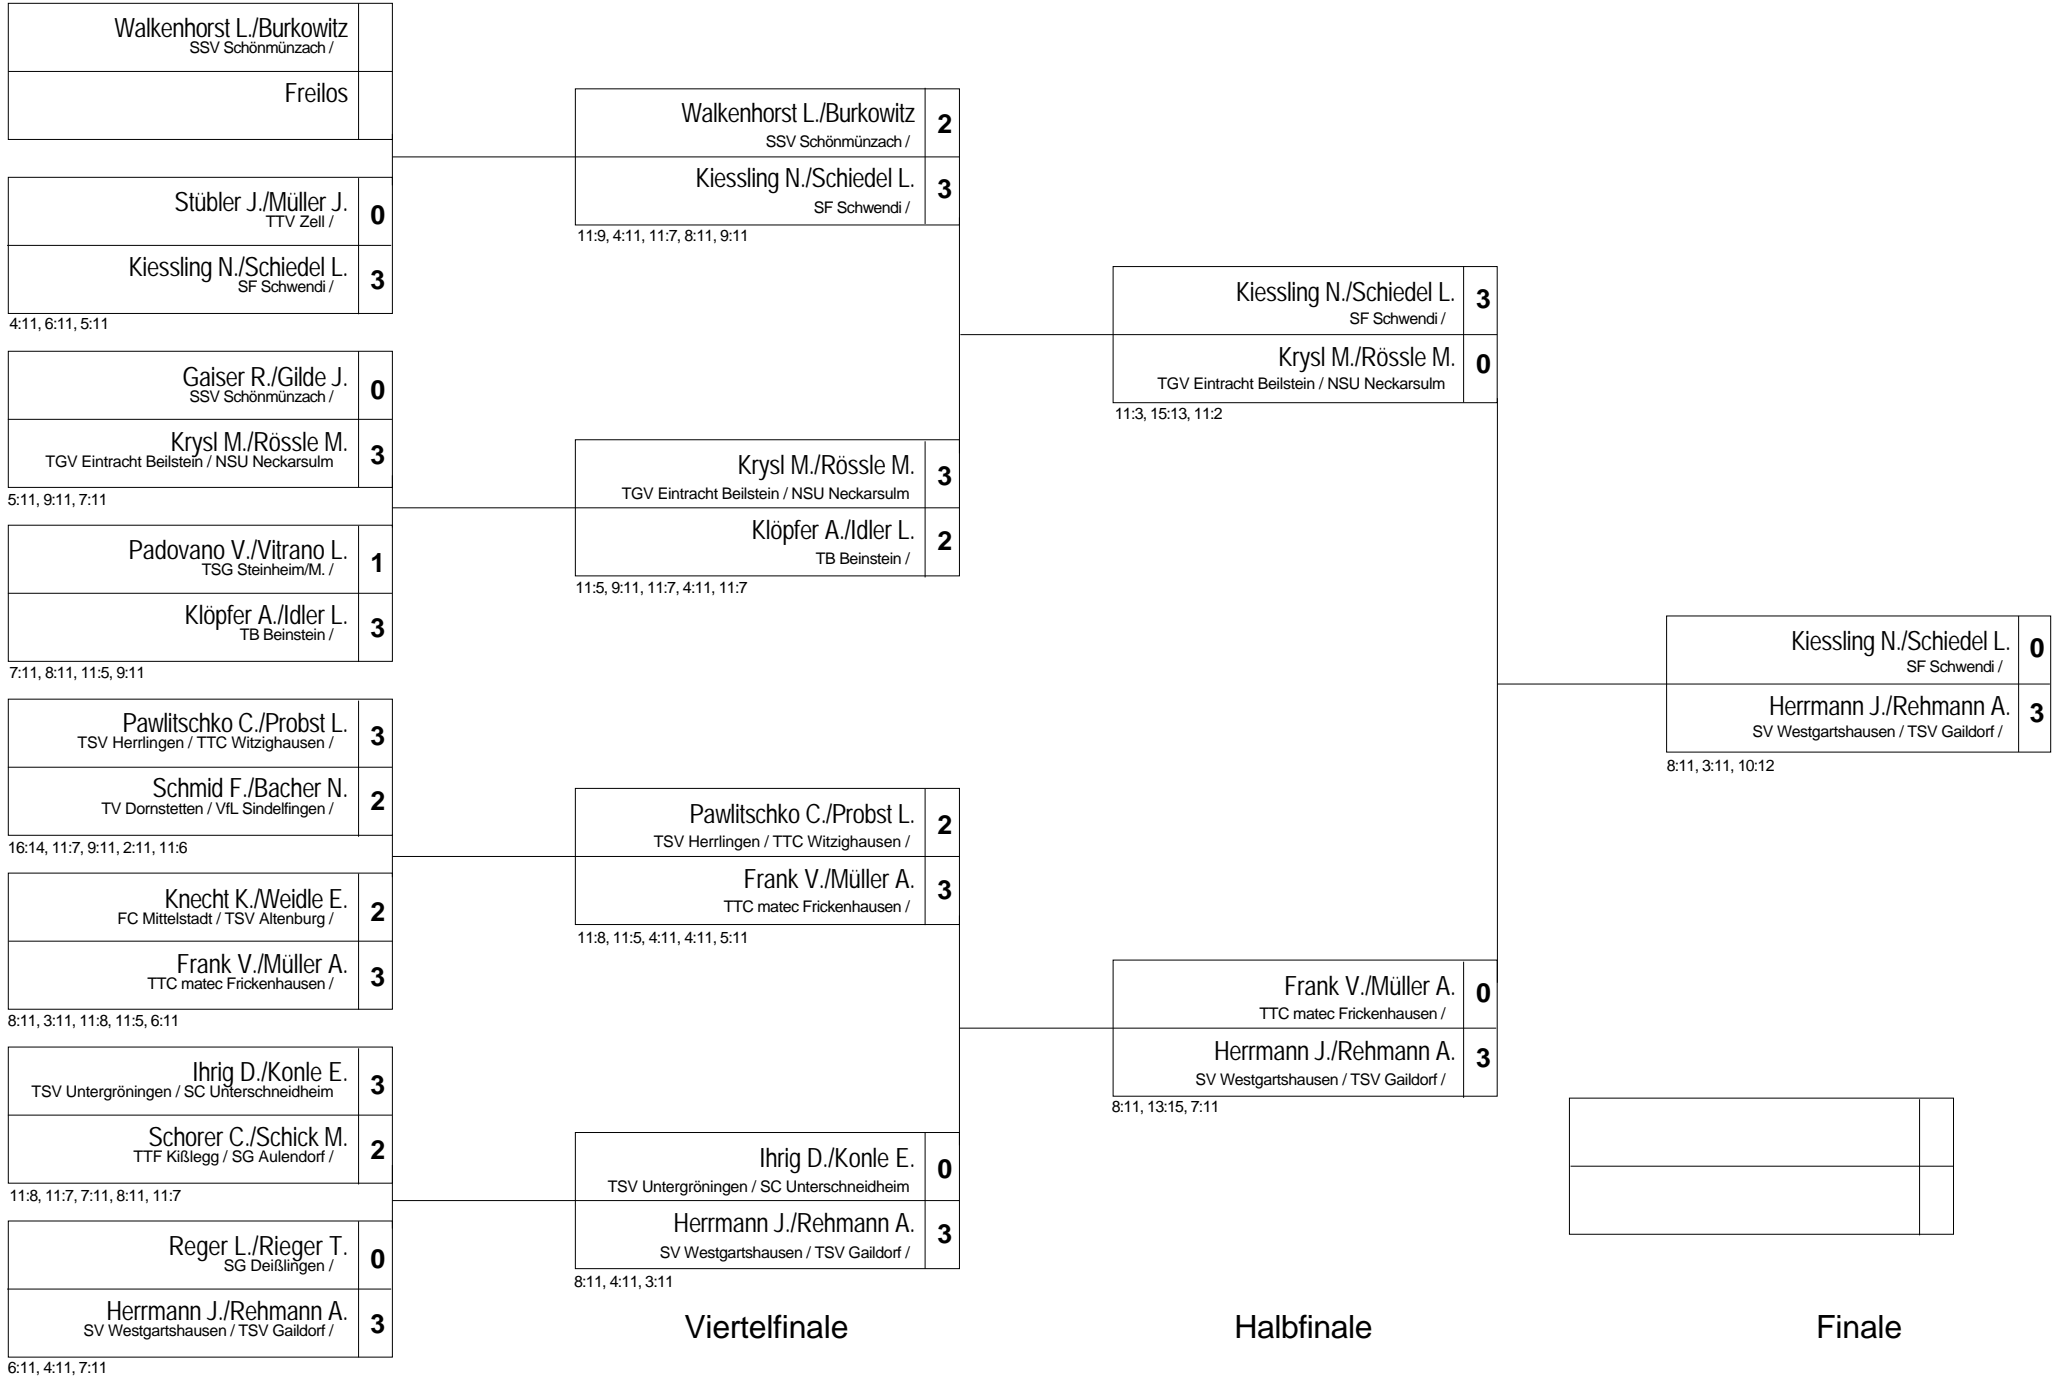 Walkenhorst L./Burkowitz
SSV Schönmünzach /
Freilos
Stübler J./Müller J.
TTV Zell /
0
Kiessling N./Schiedel L.
SF Schwendi /
3
4:11, 6:11, 5:11
Gaiser R./Gilde J.
SSV Schönmünzach /
0
Krysl M./Rössle M.
TGV Eintracht Beilstein / NSU Neckarsulm
3
5:11, 9:11, 7:11
Padovano V./Vitrano L.
TSG Steinheim/M. /
1
Klöpfer A./Idler L.
TB Beinstein /
3
7:11, 8:11, 11:5, 9:11
Pawlitschko C./Probst L.
TSV Herrlingen / TTC Witzighausen /
3
Schmid F./Bacher N.
TV Dornstetten / VfL Sindelfingen /
2
16:14, 11:7, 9:11, 2:11, 11:6
Knecht K./Weidle E.
FC Mittelstadt / TSV Altenburg /
2
Frank V./Müller A.
TTC matec Frickenhausen /
3
8:11, 3:11, 11:8, 11:5, 6:11
Ihrig D./Konle E.
TSV Untergröningen / SC Unterschneidheim
3
Schorer C./Schick M.
TTF Kißlegg / SG Aulendorf /
2
11:8, 11:7, 7:11, 8:11, 11:7
Reger L./Rieger T.
SG Deißlingen /
0
Herrmann J./Rehmann A.
SV Westgartshausen / TSV Gaildorf /
3
6:11, 4:11, 7:11
Walkenhorst L./Burkowitz
SSV Schönmünzach /
2
Kiessling N./Schiedel L.
SF Schwendi /
3
11:9, 4:11, 11:7, 8:11, 9:11
Krysl M./Rössle M.
TGV Eintracht Beilstein / NSU Neckarsulm
3
Klöpfer A./Idler L.
TB Beinstein /
2
11:5, 9:11, 11:7, 4:11, 11:7
Pawlitschko C./Probst L.
TSV Herrlingen / TTC Witzighausen /
2
Frank V./Müller A.
TTC matec Frickenhausen /
3
11:8, 11:5, 4:11, 4:11, 5:11
Ihrig D./Konle E.
TSV Untergröningen / SC Unterschneidheim
0
Herrmann J./Rehmann A.
SV Westgartshausen / TSV Gaildorf /
3
8:11, 4:11, 3:11
Viertelfinale
Kiessling N./Schiedel L.
SF Schwendi /
3
Krysl M./Rössle M.
TGV Eintracht Beilstein / NSU Neckarsulm
0
11:3, 15:13, 11:2
Frank V./Müller A.
TTC matec Frickenhausen /
0
Herrmann J./Rehmann A.
SV Westgartshausen / TSV Gaildorf /
3
8:11, 13:15, 7:11
Halbfinale
Kiessling N./Schiedel L.
SF Schwendi /
0
Herrmann J./Rehmann A.
SV Westgartshausen / TSV Gaildorf /
3
8:11, 3:11, 10:12
Finale